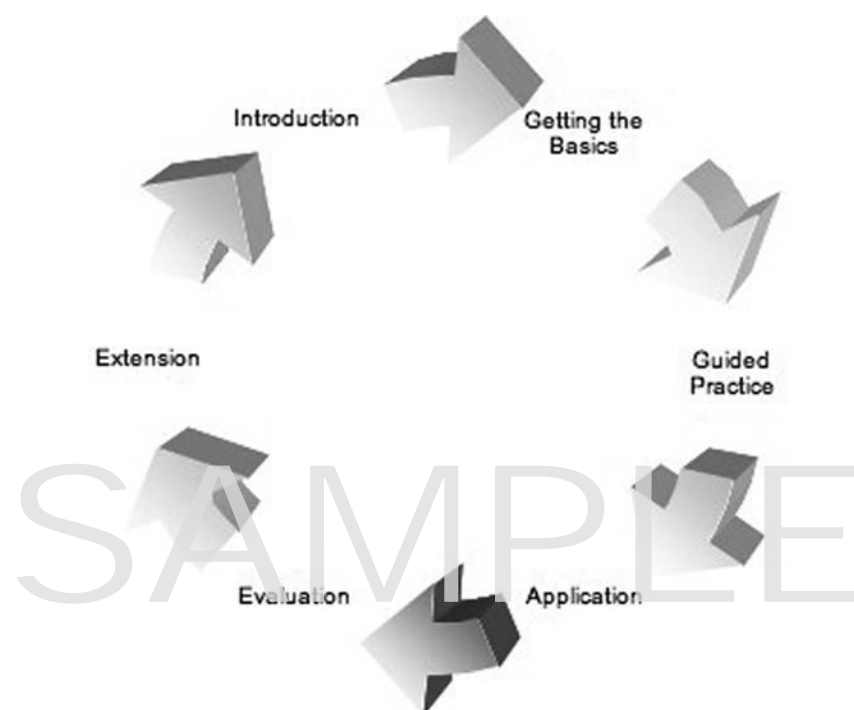 Introduction
Getting the
Basics
Guided
Practice
Application
Evaluation
Extension
SAMPLE